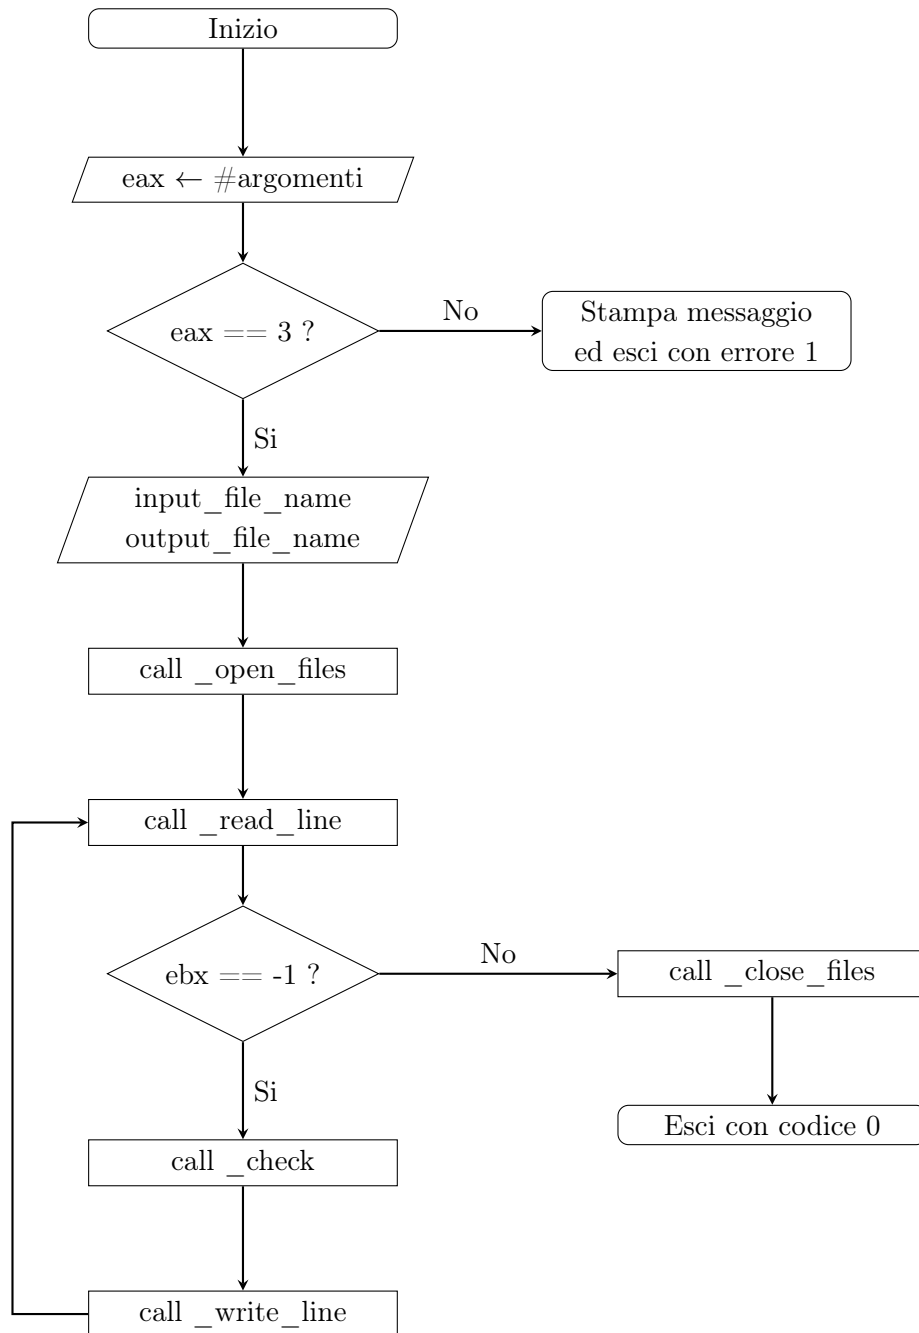 Inizio
eax ← #argomenti
eax == 3 ?
No
Stampa messaggio
ed esci con errore 1
Si
input_file_name
output_file_name
call _open_files
call _read_line
ebx == -1 ?
No
call _close_files
Si
Esci con codice 0
call _check
call _write_line